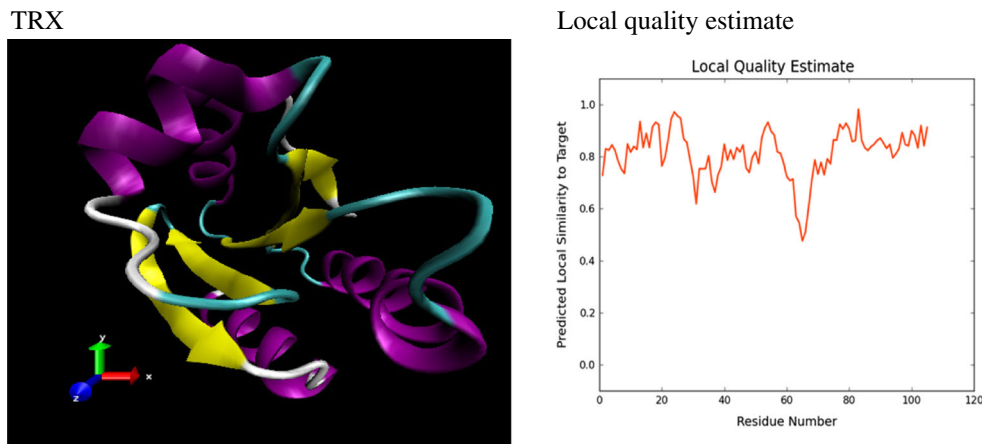 TRX
Local quality estimate
y
x
z
Local Quality Estimate
Predicted Local Similarity to Target
1.0
0.8
0.6
0.4
0.2
0.0
0 20 40 60 80 100 120
Residue Number